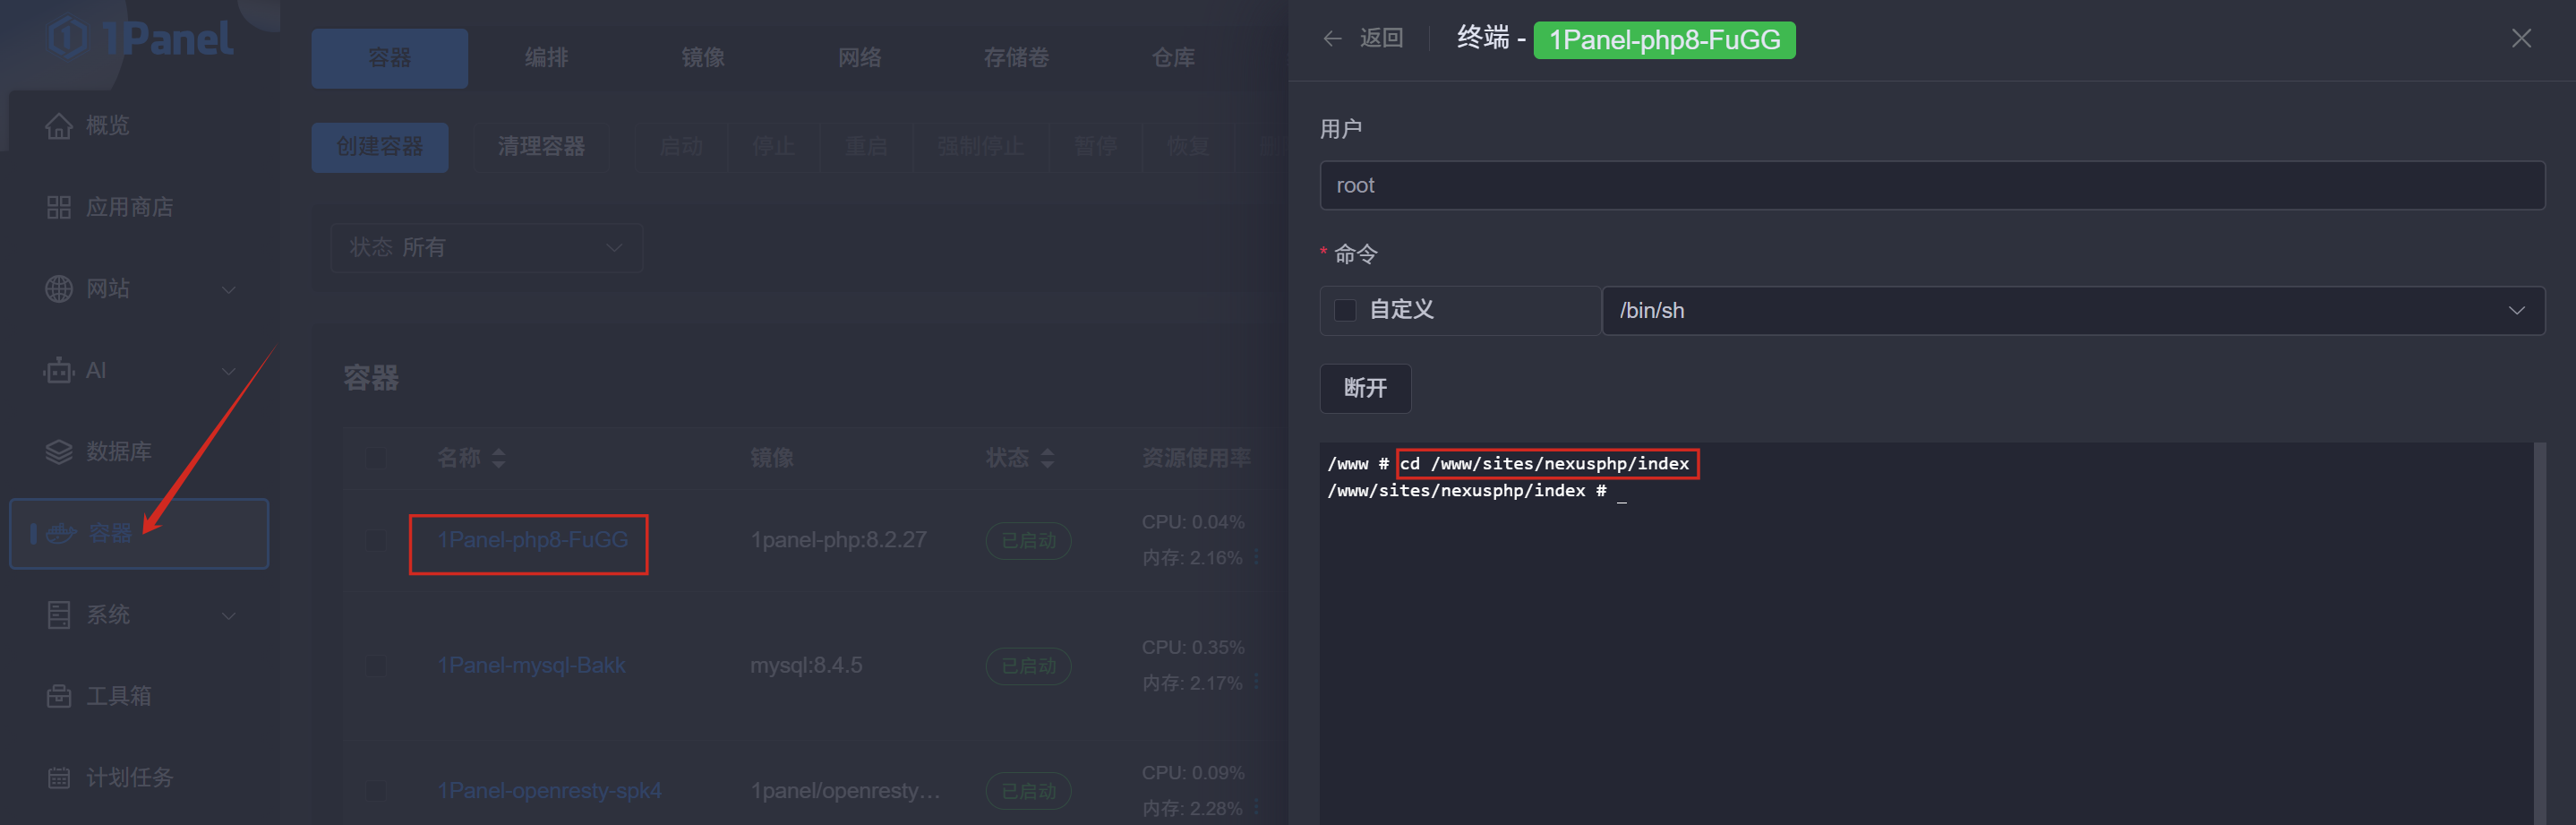 1Panel
概览
应用商店
网站
AI
数据库
容器
系统
工具箱
计划任务
容器 编排 镜像 网络 存储卷 仓库
创建容器 清理容器 启动 停止 重启 强制停止 暂停 恢复
状态 所有
容器
名称 镜像 状态 资源使用率
1Panel-php8-FuGG 1panel-php:8.2.27 已启动 CPU: 0.04%
内存: 2.16%
1Panel-mysql-Bakk mysql:8.4.5 已启动 CPU: 0.35%
内存: 2.17%
1Panel-openresty-spk4 1panel/openresty… 已启动 CPU: 0.09%
内存: 2.28%
返回 终端 - 1Panel-php8-FuGG
用户
root
* 命令
自定义 /bin/sh
断开
/www # cd /www/sites/nexusphp/index
/www/sites/nexusphp/index # _